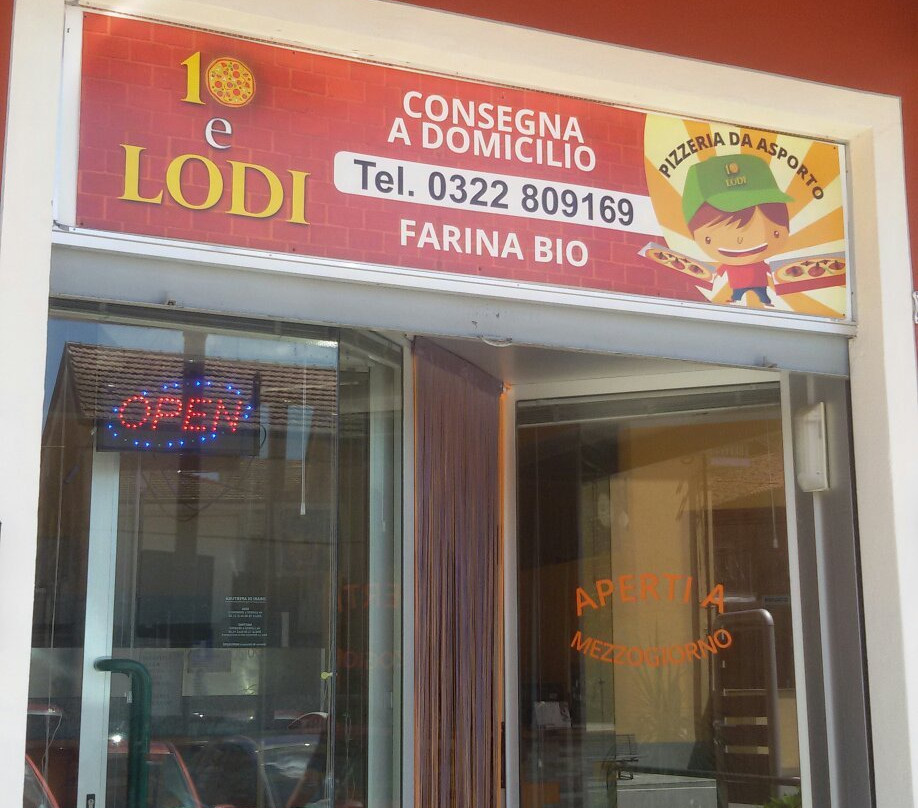 10
e
LODI
CONSEGNA
A DOMICILIO
Tel. 0322 809169
FARINA BIO
PIZZERIA DA ASPORTO
10
LODI
OPEN
APERTI A
MEZZOGIORNO